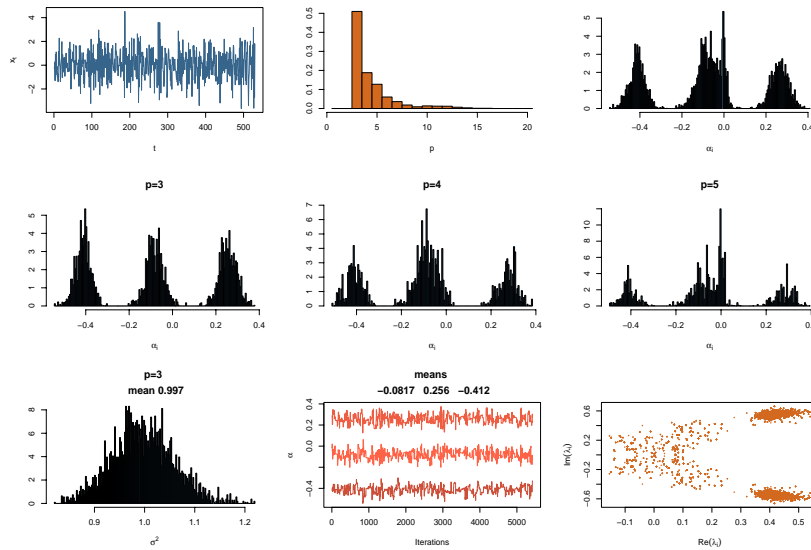 x_t
4
2
0
−2
0 100 200 300 400 500
t
0.5
0.4
0.3
0.2
0.1
0.0
0 5 10 15 20
p
5
4
3
2
1
0
−0.4 −0.2 0.0 0.2 0.4
α_i
p=3
5
4
3
2
1
0
−0.4 −0.2 0.0 0.2 0.4
α_i
p=4
7
6
5
4
3
2
1
0
−0.4 −0.2 0.0 0.2 0.4
α_i
p=5
12
10
8
6
4
2
0
−0.4 −0.2 0.0 0.2 0.4
α_i
p=3
mean 0.997
8
6
4
2
0
0.9 1.0 1.1 1.2
σ²
means
−0.0817 0.256 −0.412
α
0.4
0.0
−0.4
0 1000 2000 3000 4000 5000
Iterations
Im(λ_i)
0.6
0.2
−0.2
−0.6
−0.1 0.0 0.1 0.2 0.3 0.4 0.5
Re(λ_i)